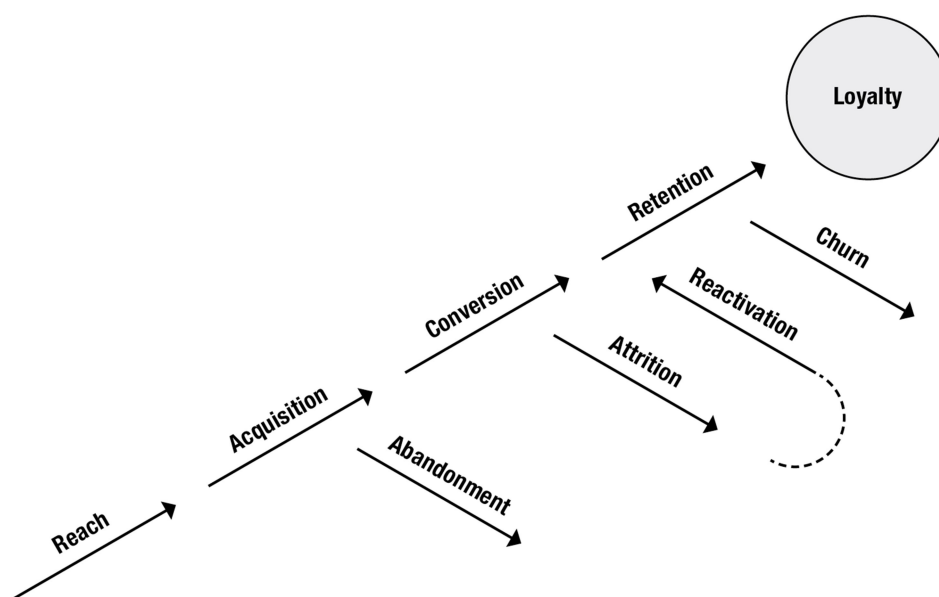 Loyalty
Retention
Churn
Reactivation
Conversion
Attrition
Acquisition
Abandonment
Reach